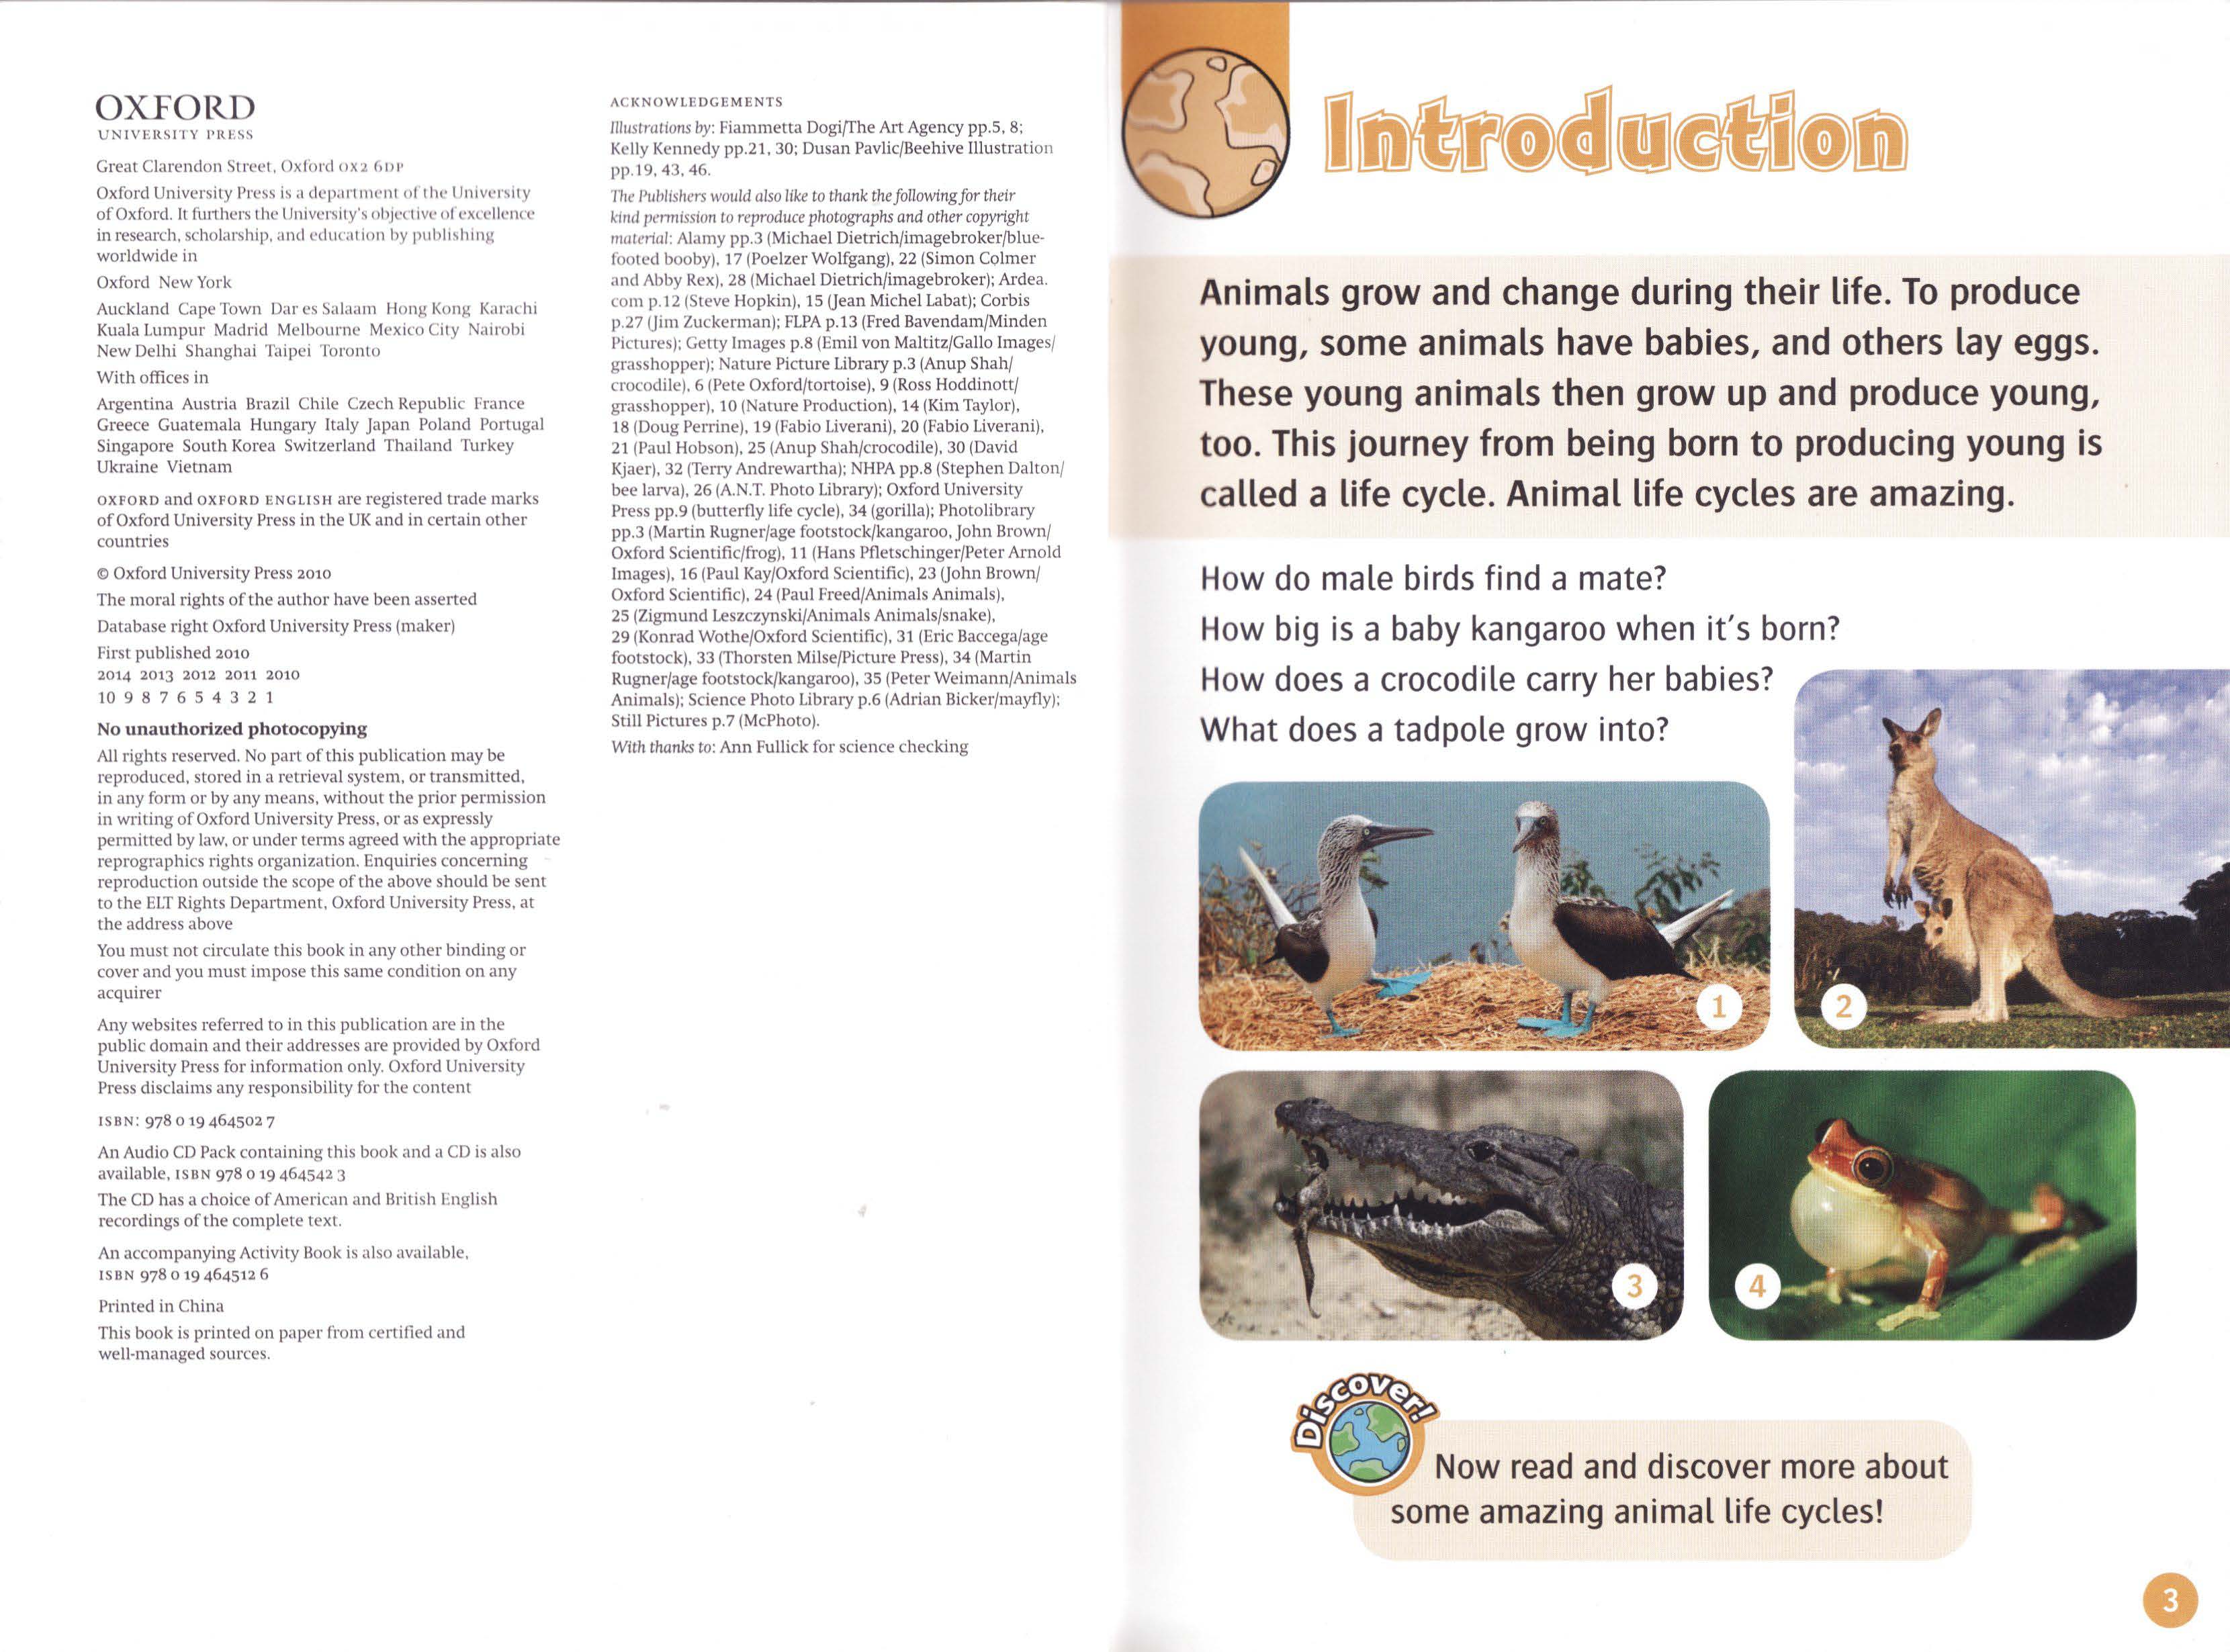 OXFORD
UNIVERSITY PRESS
Great Clarendon Street, Oxford OX2 6DP
Oxford University Press is a department of the University
of Oxford. It furthers the University's objective of excellence
in research, scholarship, and education by publishing
worldwide in
Oxford New York
Auckland Cape Town Dar es Salaam Hong Kong Karachi
Kuala Lumpur Madrid Melbourne Mexico City Nairobi
New Delhi Shanghai Taipei Toronto
With offices in
Argentina Austria Brazil Chile Czech Republic France
Greece Guatemala Hungary Italy Japan Poland Portugal
Singapore South Korea Switzerland Thailand Turkey
Ukraine Vietnam
OXFORD and OXFORD ENGLISH are registered trade marks
of Oxford University Press in the UK and in certain other
countries
© Oxford University Press 2010
The moral rights of the author have been asserted
Database right Oxford University Press (maker)
First published 2010
2014 2013 2012 2011 2010
10 9 8 7 6 5 4 3 2 1
No unauthorized photocopying
All rights reserved. No part of this publication may be
reproduced, stored in a retrieval system, or transmitted,
in any form or by any means, without the prior permission
in writing of Oxford University Press, or as expressly
permitted by law, or under terms agreed with the appropriate
reprographics rights organization. Enquiries concerning
reproduction outside the scope of the above should be sent
to the ELT Rights Department, Oxford University Press, at
the address above
You must not circulate this book in any other binding or
cover and you must impose this same condition on any
acquirer
Any websites referred to in this publication are in the
public domain and their addresses are provided by Oxford
University Press for information only. Oxford University
Press disclaims any responsibility for the content
ISBN: 978 0 19 464502 7
An Audio CD Pack containing this book and a CD is also
available, ISBN 978 0 19 464542 3
The CD has a choice of American and British English
recordings of the complete text.
An accompanying Activity Book is also available,
ISBN 978 0 19 464512 6
Printed in China
This book is printed on paper from certified and
well-managed sources.
ACKNOWLEDGEMENTS
Illustrations by: Fiammetta Dogi/The Art Agency pp.5, 8;
Kelly Kennedy pp.21, 30; Dusan Pavlic/Beehive Illustration
pp.19, 43, 46.
The Publishers would also like to thank the following for their
kind permission to reproduce photographs and other copyright
material: Alamy pp.3 (Michael Dietrich/imagebroker/blue-
footed booby), 17 (Poelzer Wolfgang), 22 (Simon Colmer
and Abby Rex), 28 (Michael Dietrich/imagebroker); Ardea.
com p.12 (Steve Hopkin), 15 (Jean Michel Labat); Corbis
p.27 (Jim Zuckerman); FLPA p.13 (Fred Bavendam/Minden
Pictures); Getty Images p.8 (Emil von Maltitz/Gallo Images/
grasshopper); Nature Picture Library p.3 (Anup Shah/
crocodile), 6 (Pete Oxford/tortoise), 9 (Ross Hoddinott/
grasshopper), 10 (Nature Production), 14 (Kim Taylor),
18 (Doug Perrine), 19 (Fabio Liverani), 20 (Fabio Liverani),
21 (Paul Hobson), 25 (Anup Shah/crocodile), 30 (David
Kjaer), 32 (Terry Andrewartha); NHPA pp.8 (Stephen Dalton/
bee larva), 26 (A.N.T. Photo Library); Oxford University
Press pp.9 (butterfly life cycle), 34 (gorilla); Photolibrary
pp.3 (Martin Rugner/age footstock/kangaroo, John Brown/
Oxford Scientific/frog), 11 (Hans Pfletschinger/Peter Arnold
Images), 16 (Paul Kay/Oxford Scientific), 23 (John Brown/
Oxford Scientific), 24 (Paul Freed/Animals Animals),
25 (Zigmund Leszczynski/Animals Animals/snake),
29 (Konrad Wothe/Oxford Scientific), 31 (Eric Baccega/age
footstock), 33 (Thorsten Milse/Picture Press), 34 (Martin
Rugner/age footstock/kangaroo), 35 (Peter Weimann/Animals
Animals); Science Photo Library p.6 (Adrian Bicker/mayfly);
Still Pictures p.7 (McPhoto).
With thanks to: Ann Fullick for science checking
Introduction
Animals grow and change during their life. To produce
young, some animals have babies, and others lay eggs.
These young animals then grow up and produce young,
too. This journey from being born to producing young is
called a life cycle. Animal life cycles are amazing.
How do male birds find a mate?
How big is a baby kangaroo when it's born?
How does a crocodile carry her babies?
What does a tadpole grow into?
1
2
3
4
Discover!
Now read and discover more about
some amazing animal life cycles!
3